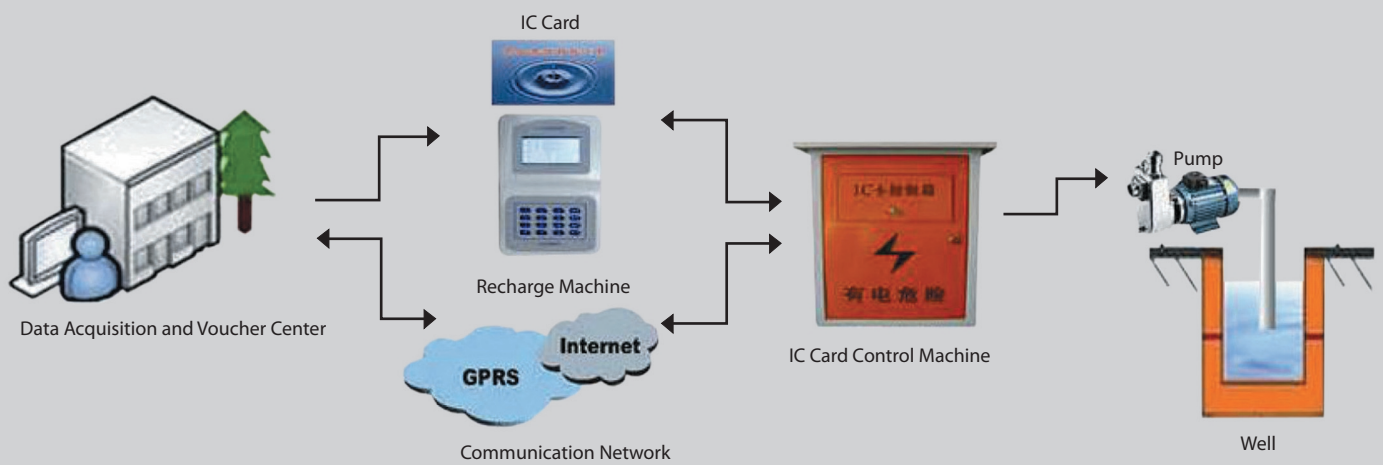 IC Card
Recharge Machine
Data Acquisition and Voucher Center
GPRS
Internet
Communication Network
IC卡控制箱
有电危险
IC Card Control Machine
Pump
Well